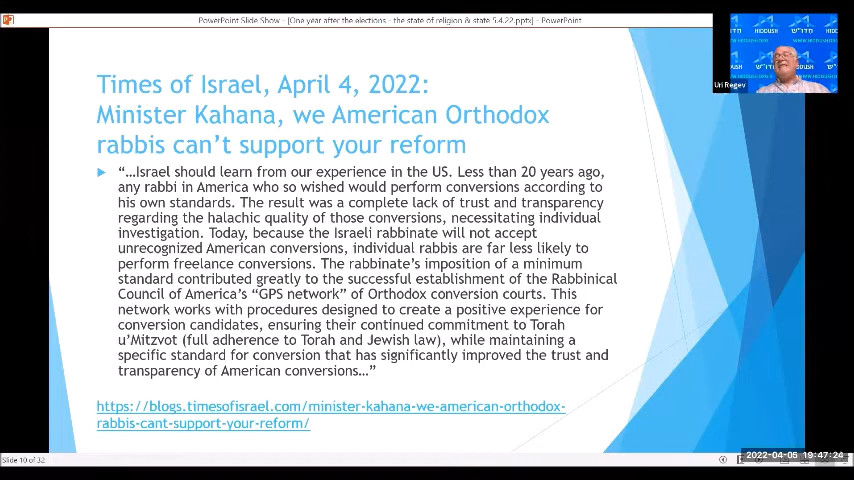 PowerPoint Slide Show - [One year after the elections - the state of religion & state 5.4.22.pptx] - PowerPoint
HIDDUSH
חדו"ש
WWW.HIDDUSH.ORG
Uri Regev
Times of Israel, April 4, 2022:
Minister Kahana, we American Orthodox
rabbis can't support your reform
"…Israel should learn from our experience in the US. Less than 20 years ago,
any rabbi in America who so wished would perform conversions according to
his own standards. The result was a complete lack of trust and transparency
regarding the halachic quality of those conversions, necessitating individual
investigation. Today, because the Israeli rabbinate will not accept
unrecognized American conversions, individual rabbis are far less likely to
perform freelance conversions. The rabbinate's imposition of a minimum
standard contributed greatly to the successful establishment of the Rabbinical
Council of America's "GPS network" of Orthodox conversion courts. This
network works with procedures designed to create a positive experience for
conversion candidates, ensuring their continued commitment to Torah
u'Mitzvot (full adherence to Torah and Jewish law), while maintaining a
specific standard for conversion that has significantly improved the trust and
transparency of American conversions…"
https://blogs.timesofisrael.com/minister-kahana-we-american-orthodox-
rabbis-cant-support-your-reform/
Slide 10 of 32
2022-04-05 19:47:24